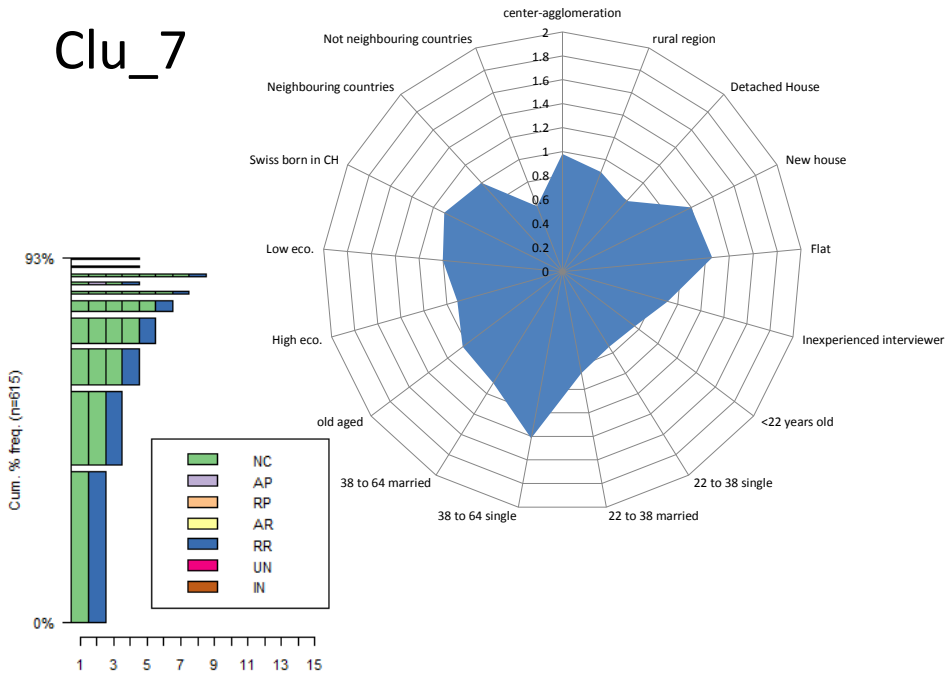 Clu_7
center-agglomeration
rural region
Detached House
New house
Flat
Inexperienced interviewer
<22 years old
22 to 38 single
22 to 38 married
38 to 64 single
38 to 64 married
old aged
High eco.
Low eco.
Swiss born in CH
Neighbouring countries
Not neighbouring countries
2
1.8
1.6
1.4
1.2
1
0.8
0.6
0.4
0.2
0
93%
0%
Cum. % freq. (n=615)
NC
AP
RP
AR
RR
UN
IN
1 3 5 7 9 11 13 15